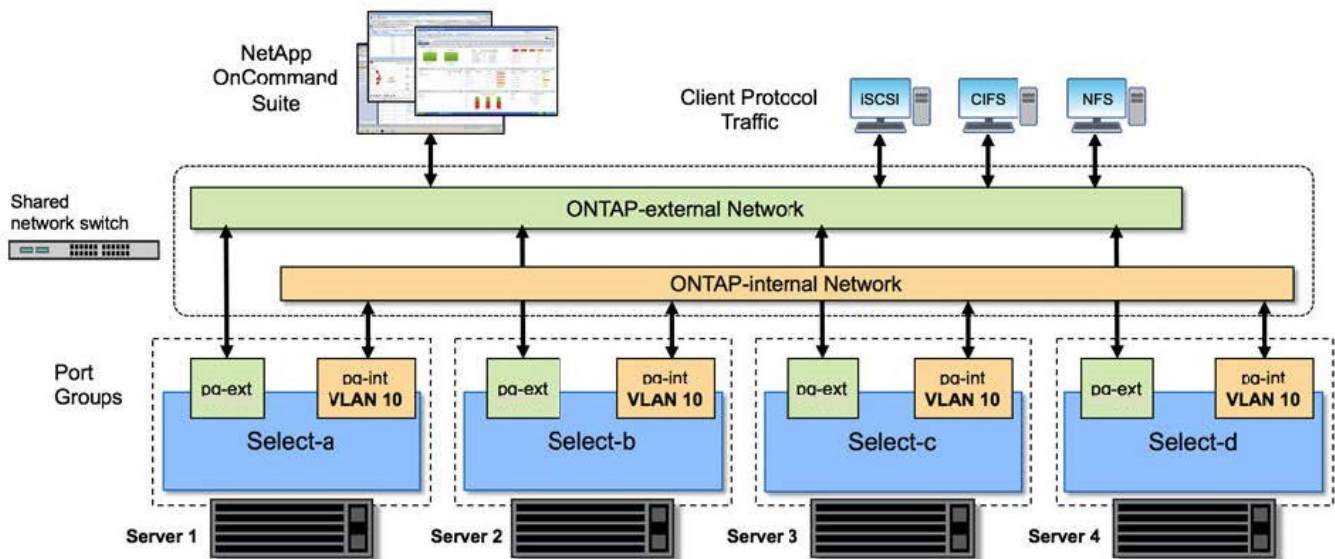 NetApp
OnCommand
Suite
Client Protocol
Traffic
iSCSI
CIFS
NFS
Shared
network switch
ONTAP-external Network
ONTAP-internal Network
Port
Groups
pg-ext
pg-int
VLAN 10
Select-a
pg-ext
pg-int
VLAN 10
Select-b
pg-ext
pg-int
VLAN 10
Select-c
pg-ext
pg-int
VLAN 10
Select-d
Server 1
Server 2
Server 3
Server 4